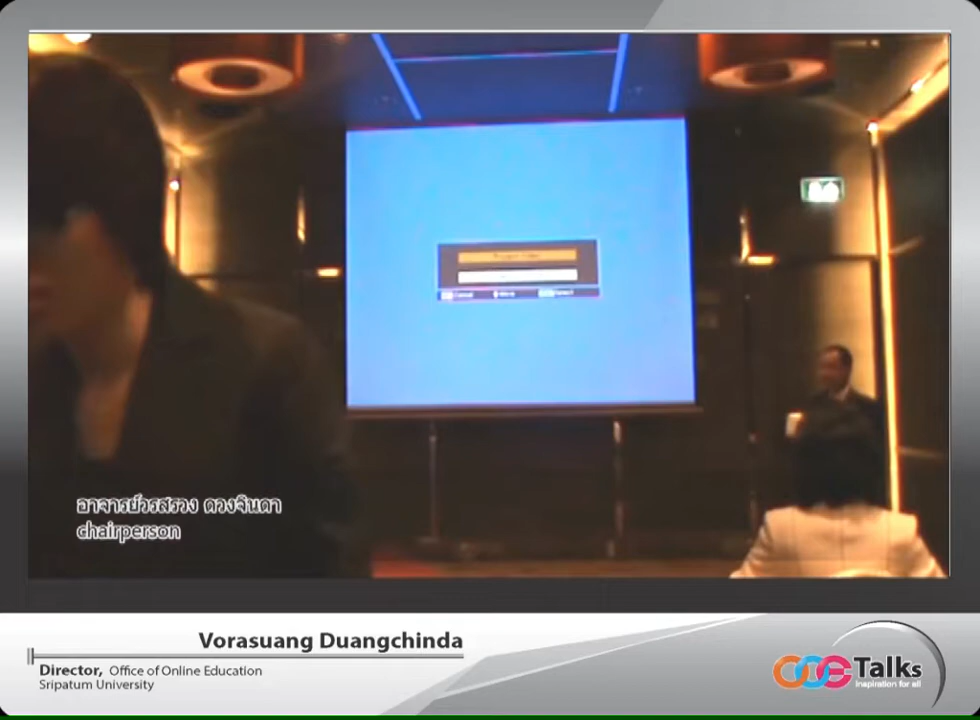 อาจารย์วรสรวง ดวงจินดา
chairperson
Vorasuang Duangchinda
Director, Office of Online Education
Sripatum University
Talks
Inspiration for all